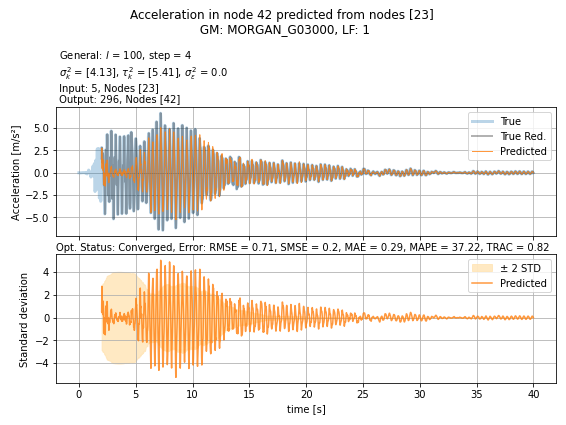 Acceleration in node 42 predicted from nodes [23]
GM: MORGAN_G03000, LF: 1
General: l = 100, step = 4
σ²ₖ = [4.13], τ²ₖ = [5.41], σ²ε = 0.0
Input: 5, Nodes [23]
Output: 296, Nodes [42]
Acceleration [m/s²]
5.0
2.5
0.0
−2.5
−5.0
True
True Red.
Predicted
Opt. Status: Converged, Error: RMSE = 0.71, SMSE = 0.2, MAE = 0.29, MAPE = 37.22, TRAC = 0.82
Standard deviation
4
2
0
−2
−4
± 2 STD
Predicted
0 5 10 15 20 25 30 35 40
time [s]